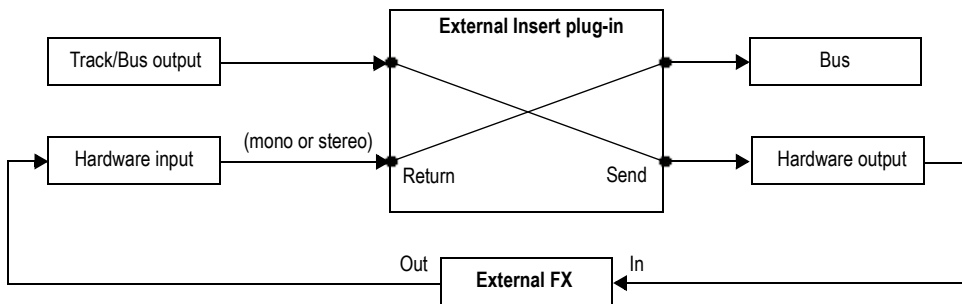 External Insert plug-in
Track/Bus output
Bus
Hardware input
(mono or stereo)
Hardware output
Return
Send
Out
External FX
In